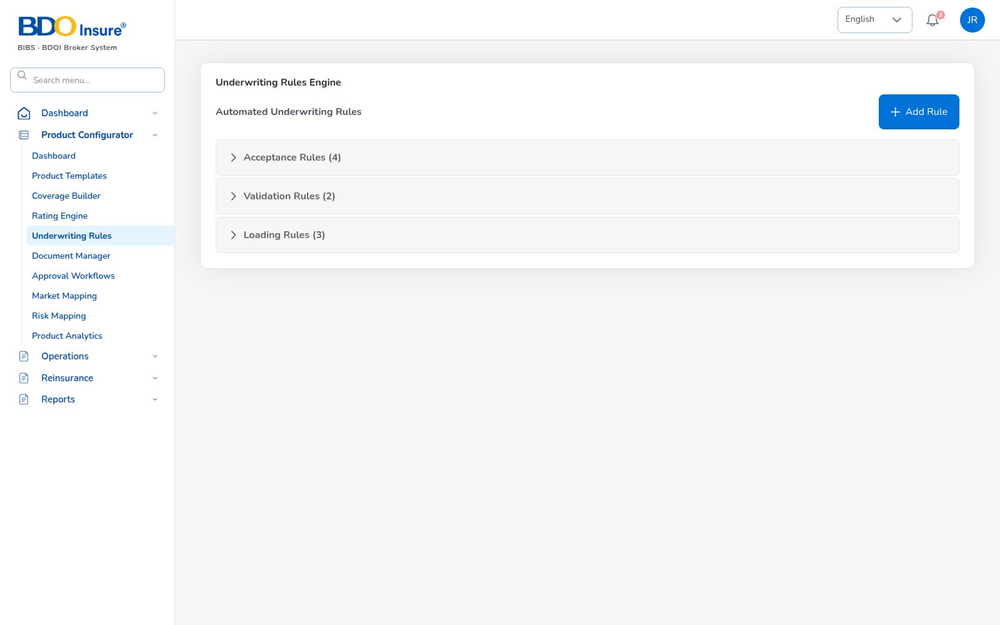 BDO Insure®
BIBS · BDOI Broker System
Search menu...
Dashboard
Product Configurator
Dashboard
Product Templates
Coverage Builder
Rating Engine
Underwriting Rules
Document Manager
Approval Workflows
Market Mapping
Risk Mapping
Product Analytics
Operations
Reinsurance
Reports
English
3
JR
Underwriting Rules Engine
Automated Underwriting Rules
Add Rule
Acceptance Rules (4)
Validation Rules (2)
Loading Rules (3)